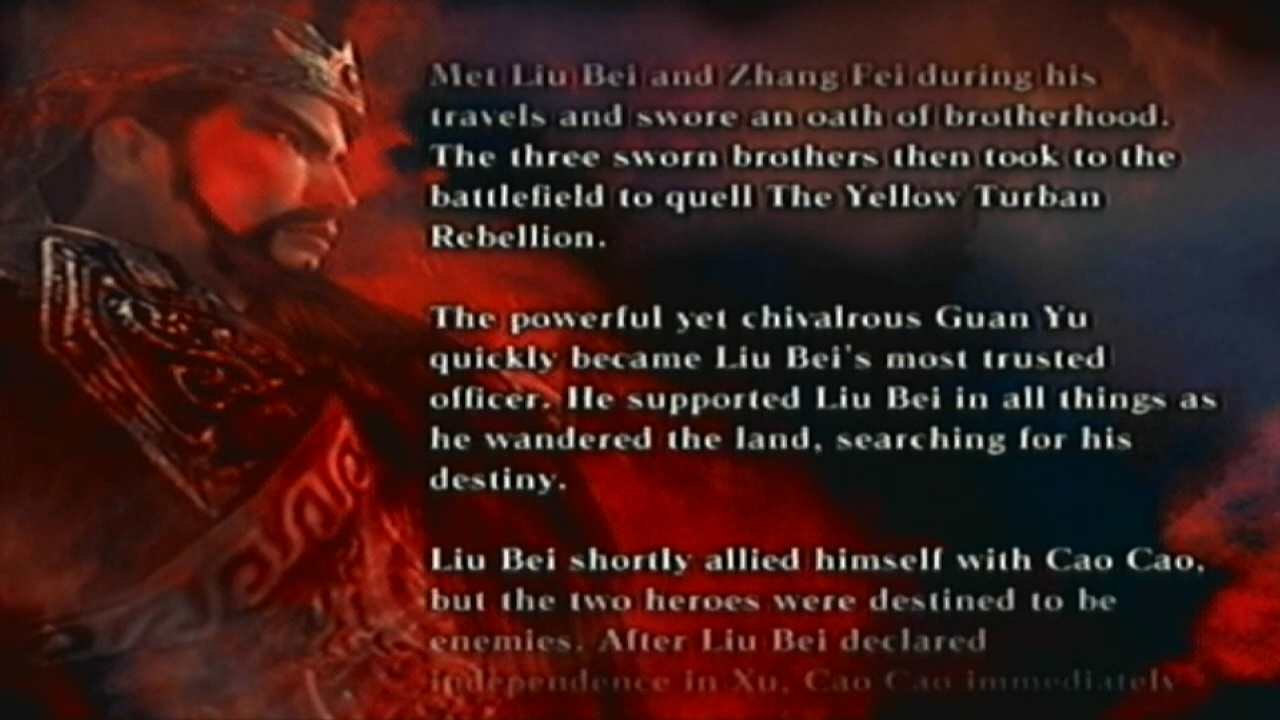 Met Liu Bei and Zhang Fei during his
travels and swore an oath of brotherhood.
The three sworn brothers then took to the
battlefield to quell The Yellow Turban
Rebellion.
The powerful yet chivalrous Guan Yu
quickly became Liu Bei's most trusted
officer. He supported Liu Bei in all things as
he wandered the land, searching for his
destiny.
Liu Bei shortly allied himself with Cao Cao,
but the two heroes were destined to be
enemies. After Liu Bei declared
independence in Xu, Cao Cao immediately